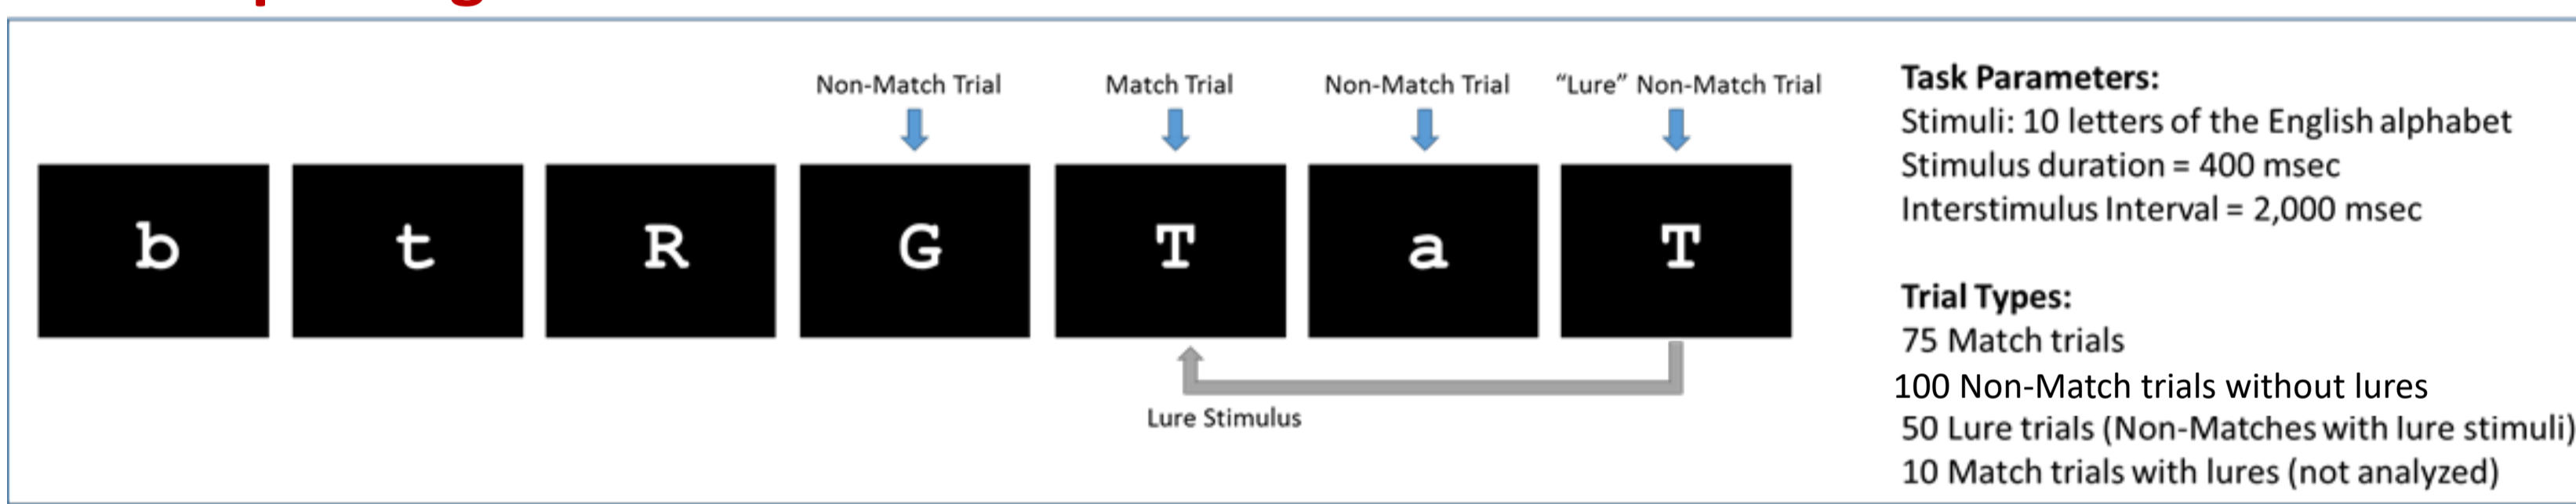 Non-Match Trial Match Trial Non-Match Trial “Lure” Non-Match Trial
b t R G T a T
Lure Stimulus
Task Parameters:
Stimuli: 10 letters of the English alphabet
Stimulus duration = 400 msec
Interstimulus Interval = 2,000 msec
Trial Types:
75 Match trials
100 Non-Match trials without lures
50 Lure trials (Non-Matches with lure stimuli)
10 Match trials with lures (not analyzed)